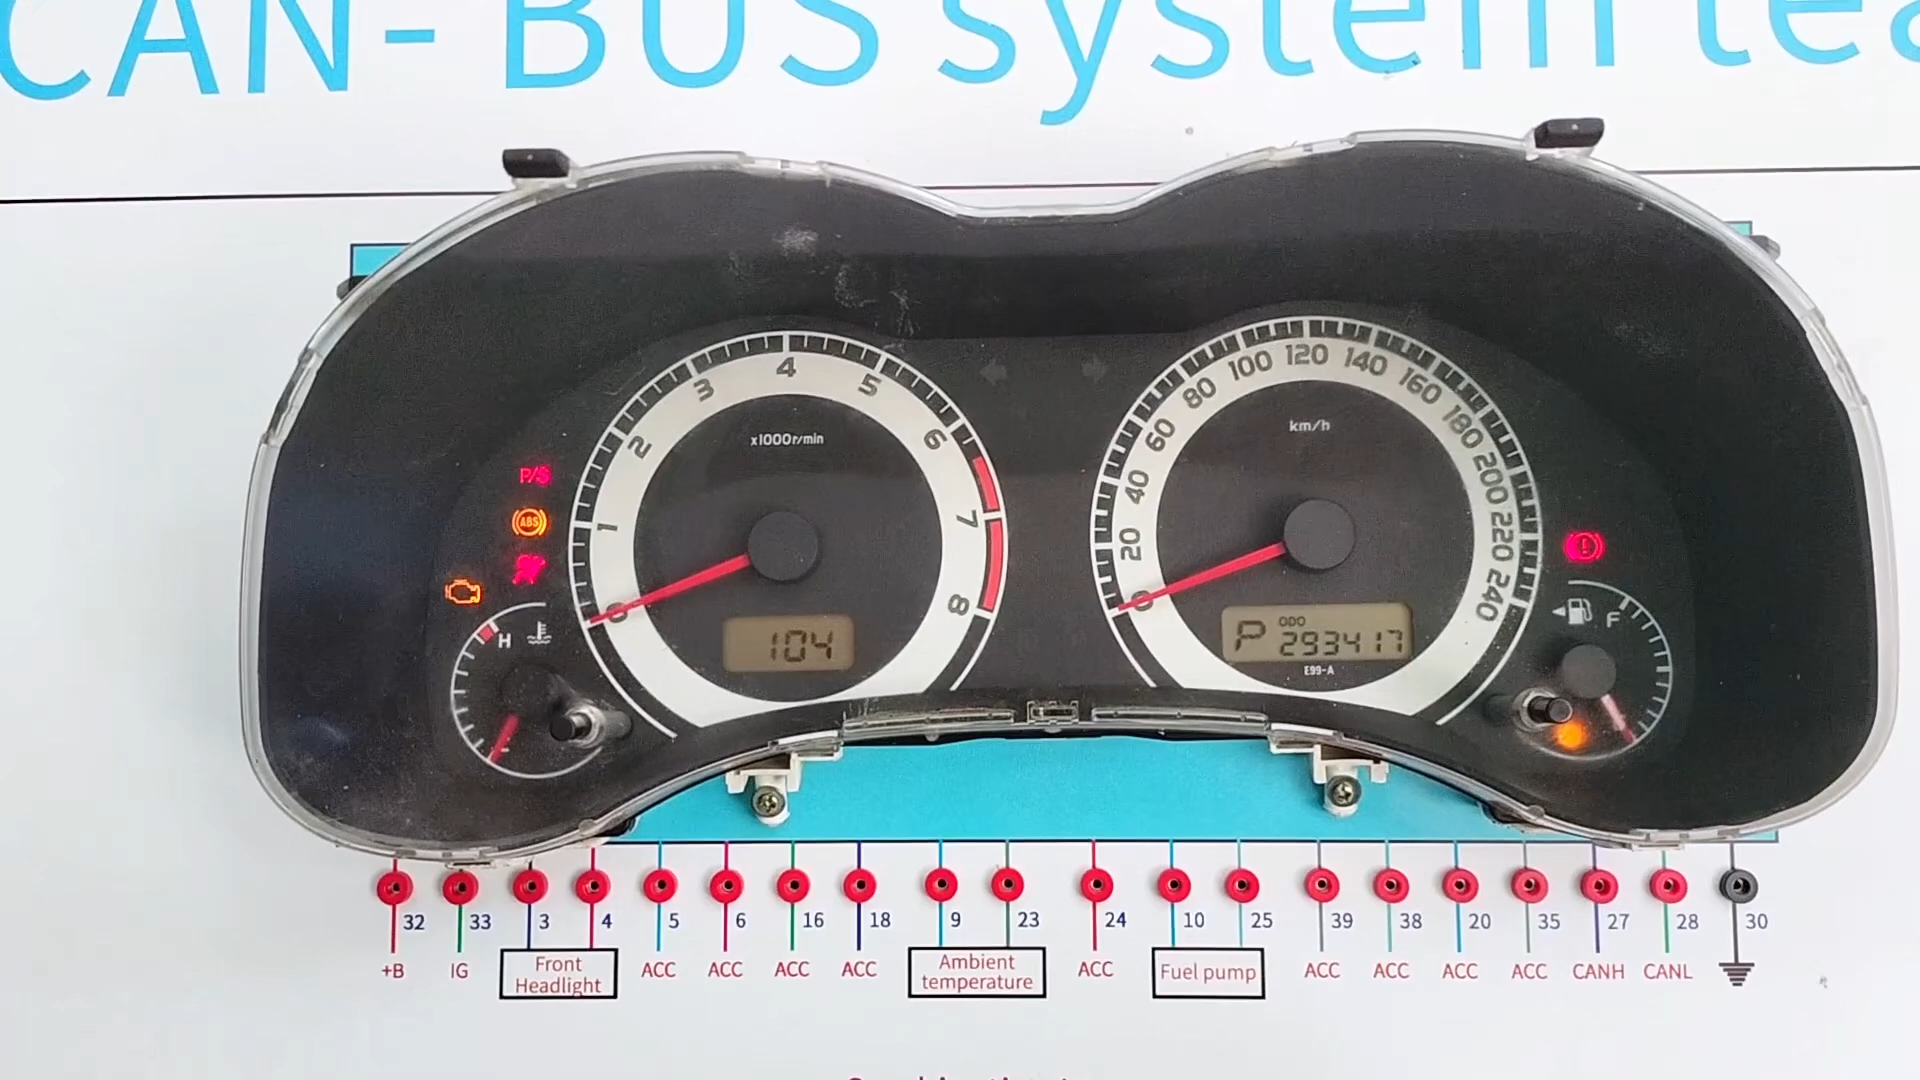 CAN- BUS system tea
4
3 5
2 6
1 7
0 8
x1000r/min
P/S
ABS
H
104
120
100 140
80 160
60 180
40 200
20 220
0 240
km/h
ODO
P 293417
E99-A
F
32 33 3 4 5 6 16 18 9 23 24 10 25 39 38 20 35 27 28 30
+B IG Front Headlight ACC ACC ACC ACC Ambient temperature ACC Fuel pump ACC ACC ACC ACC CANH CANL